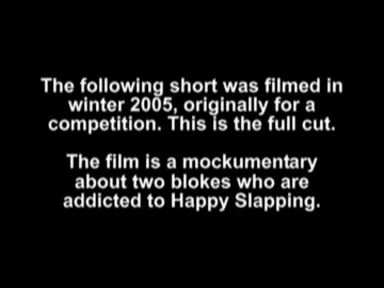 The following short was filmed in
winter 2005, originally for a
competition. This is the full cut.
The film is a mockumentary
about two blokes who are
addicted to Happy Slapping.